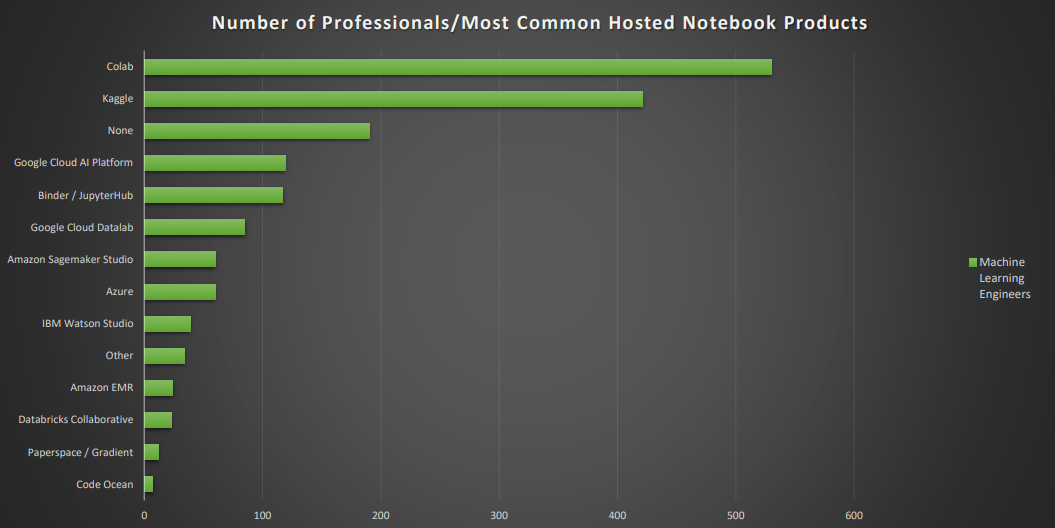 Number of Professionals/Most Common Hosted Notebook Products
Colab
Kaggle
None
Google Cloud AI Platform
Binder / JupyterHub
Google Cloud Datalab
Amazon Sagemaker Studio
Azure
IBM Watson Studio
Other
Amazon EMR
Databricks Collaborative
Paperspace / Gradient
Code Ocean
0 100 200 300 400 500 600
Machine
Learning
Engineers